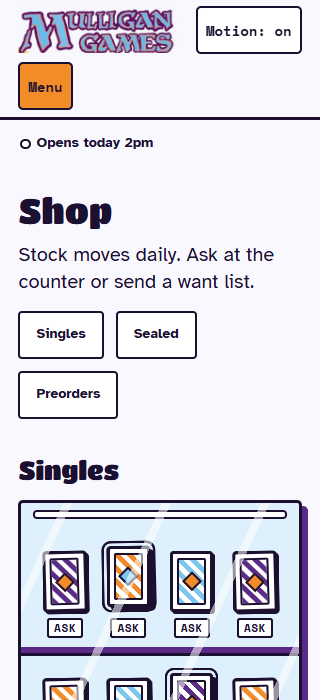 Mulligan Games
Motion: on
Menu
Opens today 2pm
Shop
Stock moves daily. Ask at the
counter or send a want list.
Singles
Sealed
Preorders
Singles
ASK
ASK
ASK
ASK